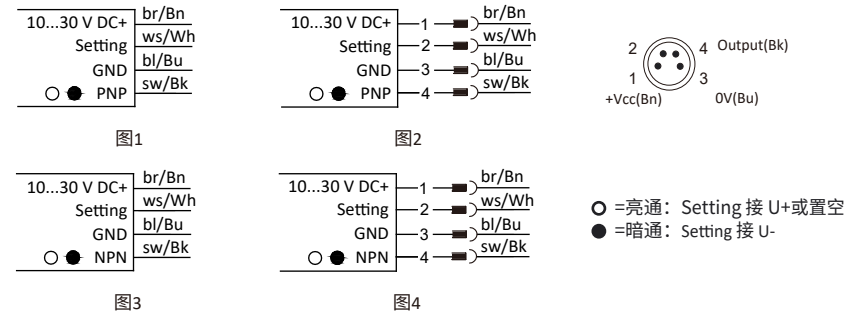 10...30 V DC+ br/Bn
Setting ws/Wh
GND bl/Bu
PNP sw/Bk
图1
10...30 V DC+ 1 br/Bn
Setting 2 ws/Wh
GND 3 bl/Bu
PNP 4 sw/Bk
图2
2 4 Output(Bk)
1 3
+Vcc(Bn) 0V(Bu)
10...30 V DC+ br/Bn
Setting ws/Wh
GND bl/Bu
NPN sw/Bk
图3
10...30 V DC+ 1 br/Bn
Setting 2 ws/Wh
GND 3 bl/Bu
NPN 4 sw/Bk
图4
=亮通：Setting 接 U+或置空
=暗通：Setting 接 U-